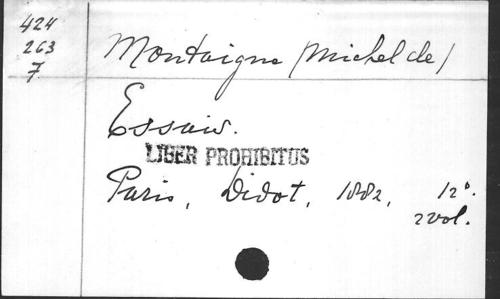 424
263
7
Montaigne (Michel de)
Essais.
LIBER PROHIBITUS
Paris, Didot, 1882, 12°.
2 vol.